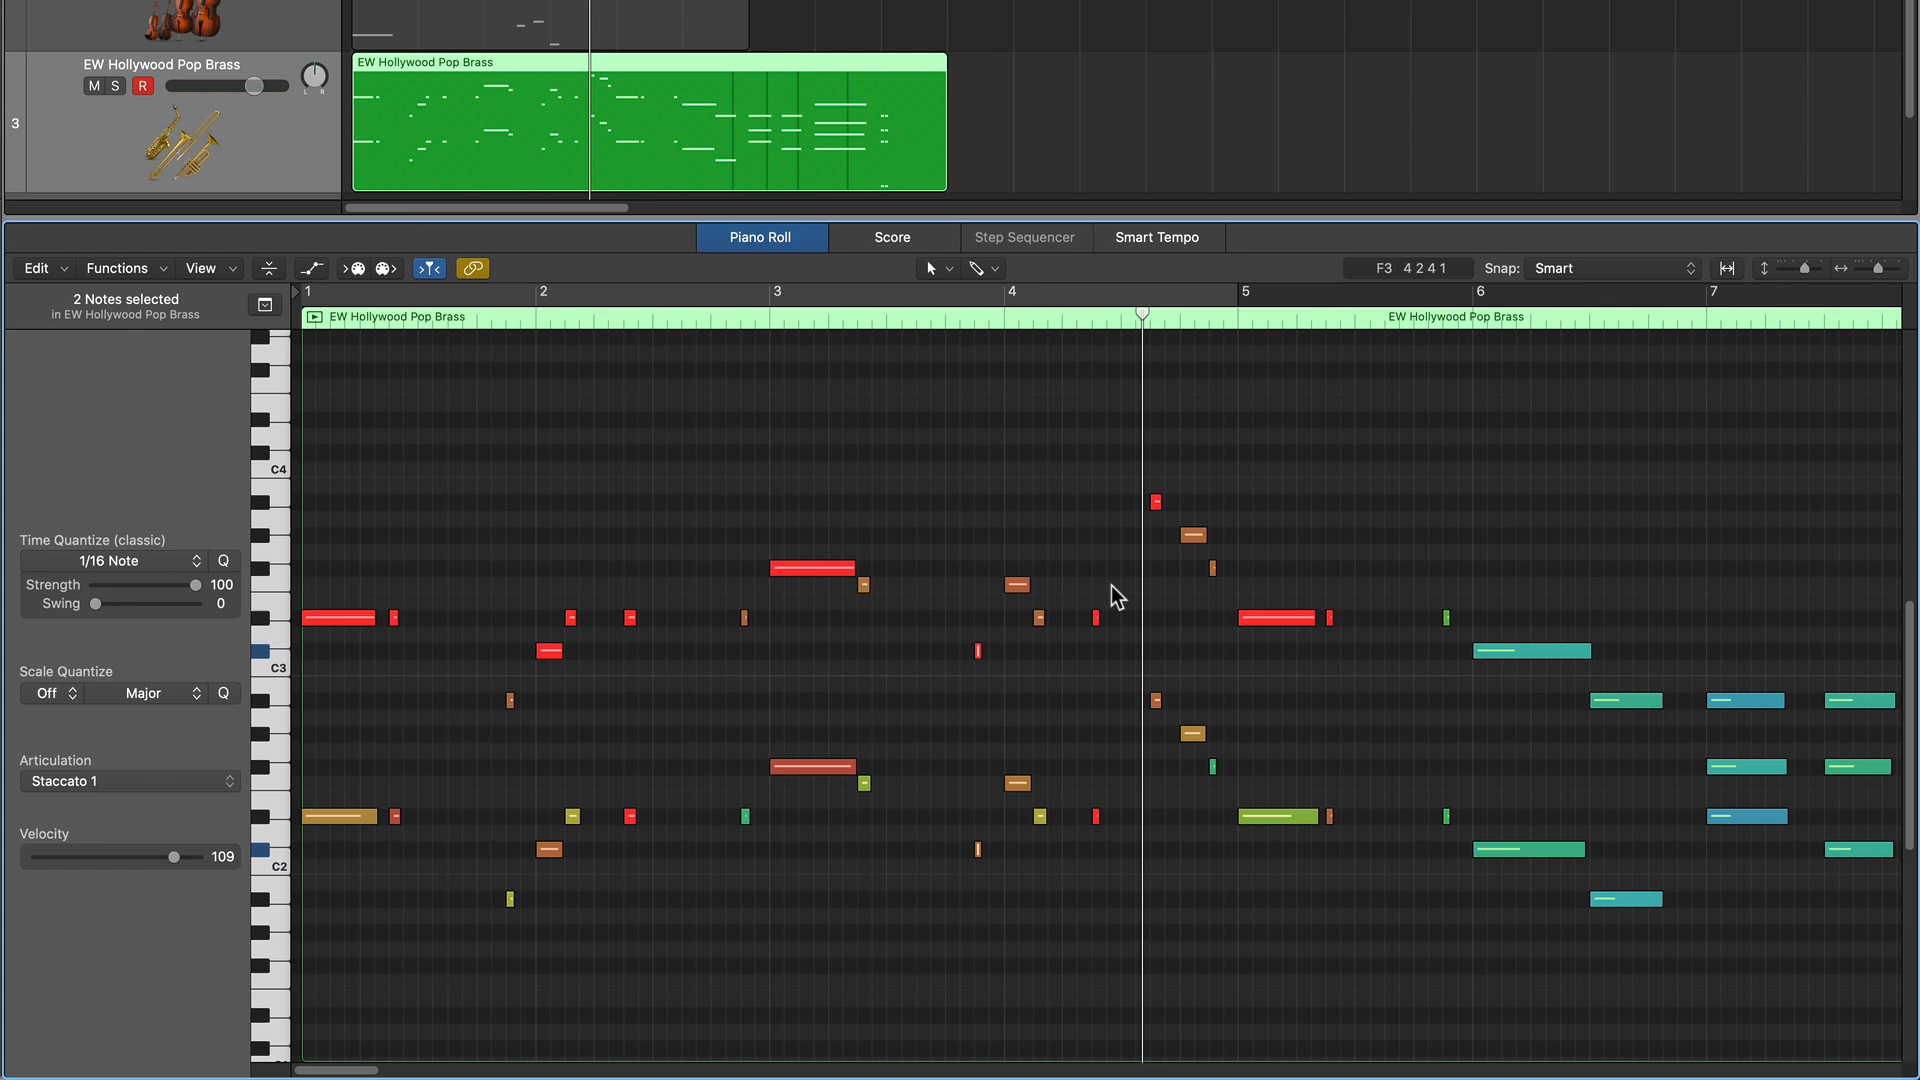 EW Hollywood Pop Brass
M S R
L R
3
EW Hollywood Pop Brass
Piano Roll
Score
Step Sequencer
Smart Tempo
Edit
Functions
View
F3 4 2 4 1
Snap: Smart
2 Notes selected
in EW Hollywood Pop Brass
1 2 3 4 5 6 7
EW Hollywood Pop Brass
EW Hollywood Pop Brass
C4
C3
C2
Time Quantize (classic)
1/16 Note Q
Strength 100
Swing 0
Scale Quantize
Off Major Q
Articulation
Staccato 1
Velocity
109